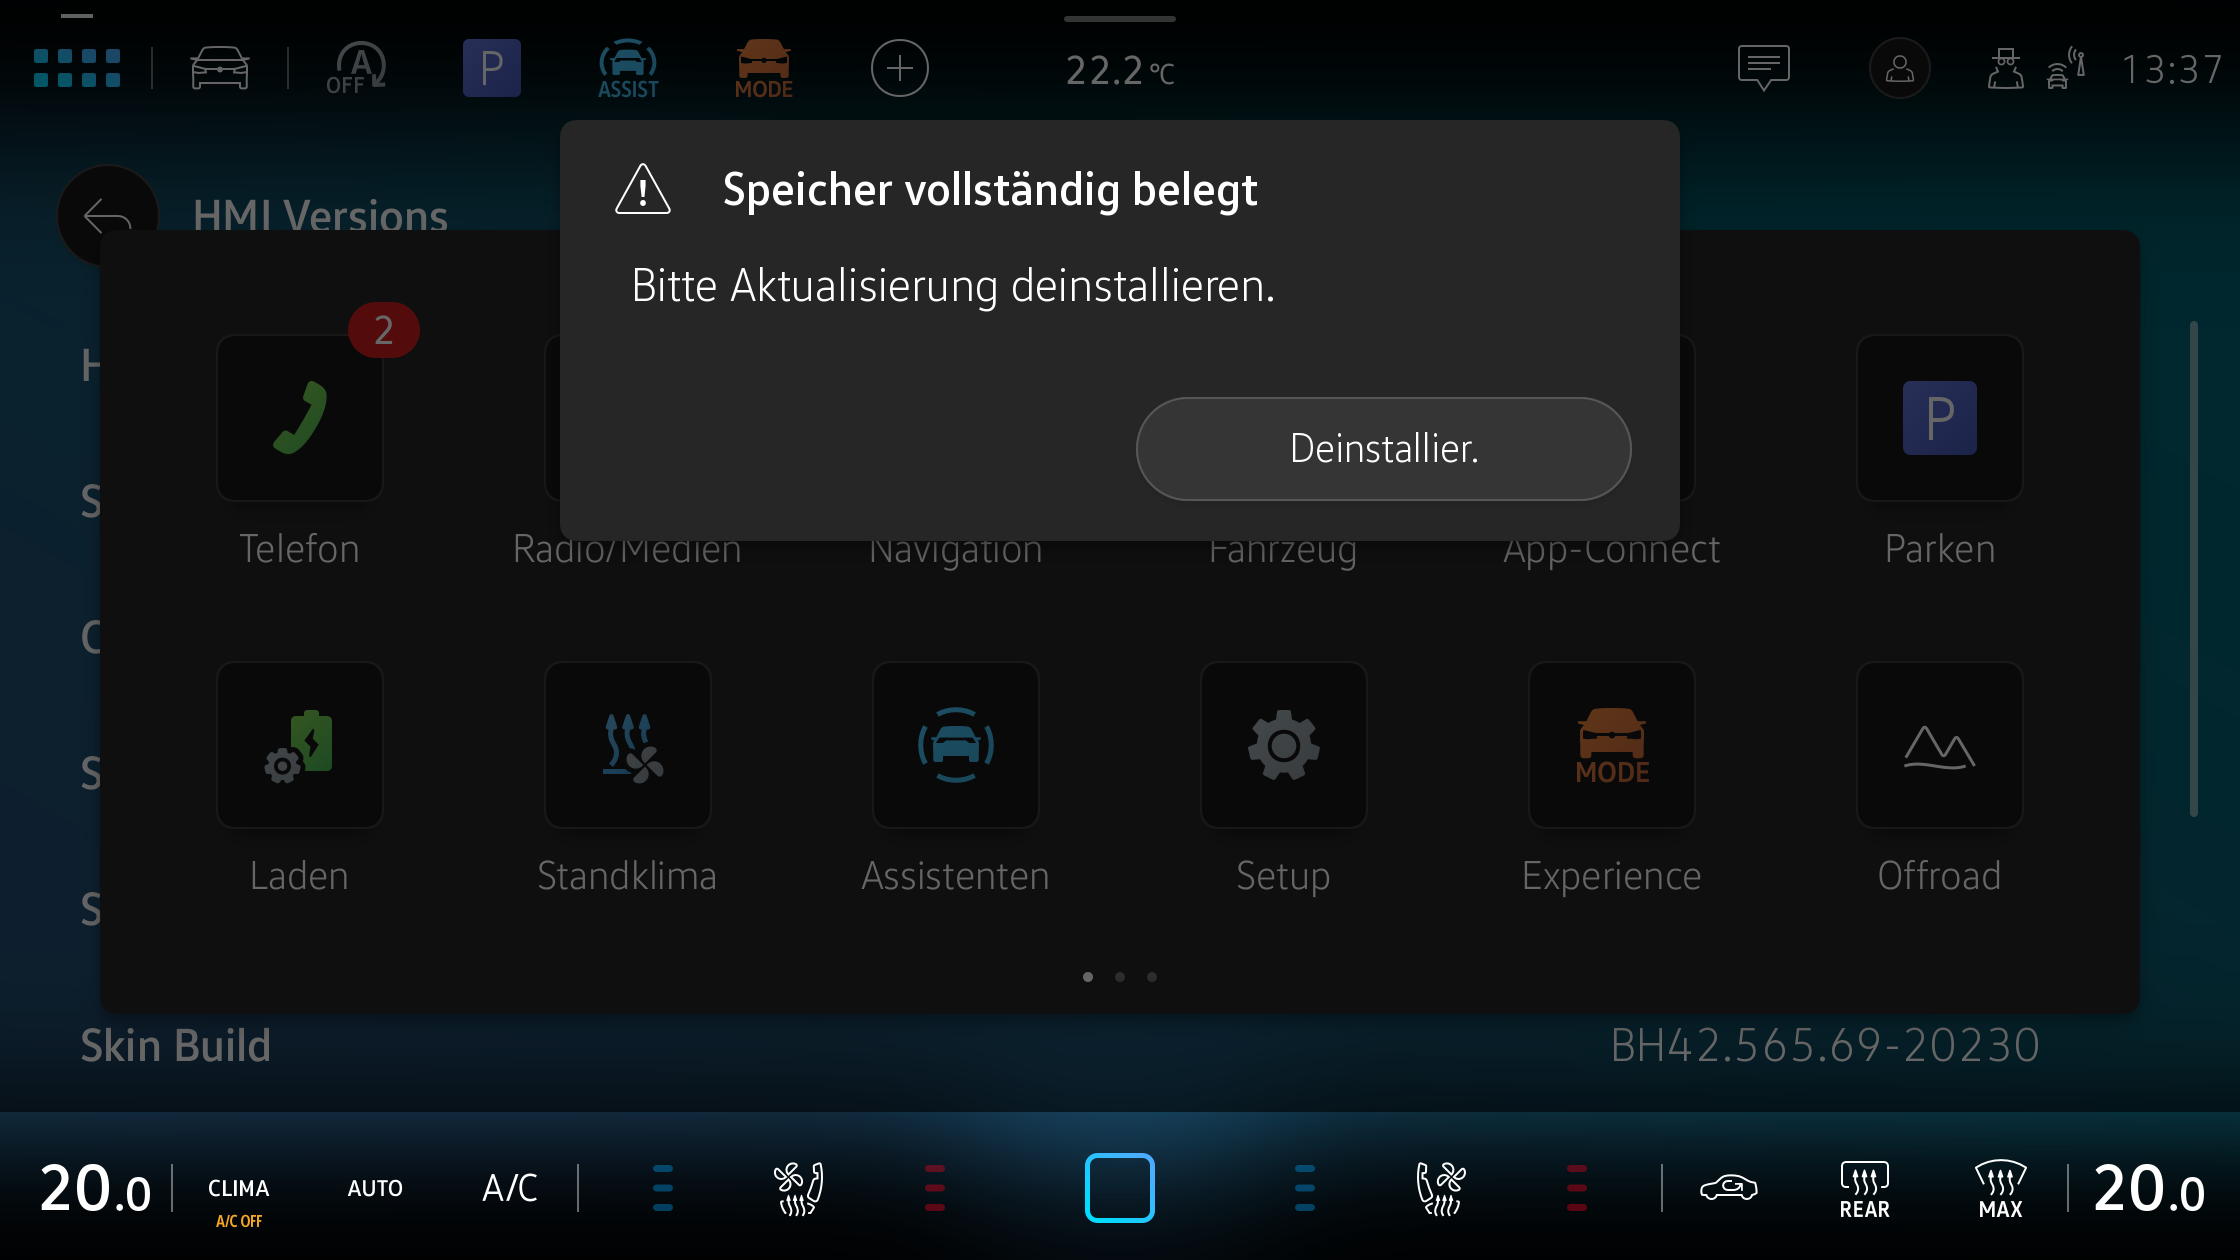 A
OFF
P
ASSIST
MODE
22.2 °C
13:37
Speicher vollständig belegt
HMI Versions
Bitte Aktualisierung deinstallieren.
2
H
P
Deinstallier.
S
Telefon
Radio/Medien
Navigation
Fahrzeug
App-Connect
Parken
S
MODE
Laden
Standklima
Assistenten
Setup
Experience
Offroad
S
Skin Build
BH42.565.69-20230
20.0
CLIMA
A/C OFF
AUTO
A/C
REAR
MAX
20.0